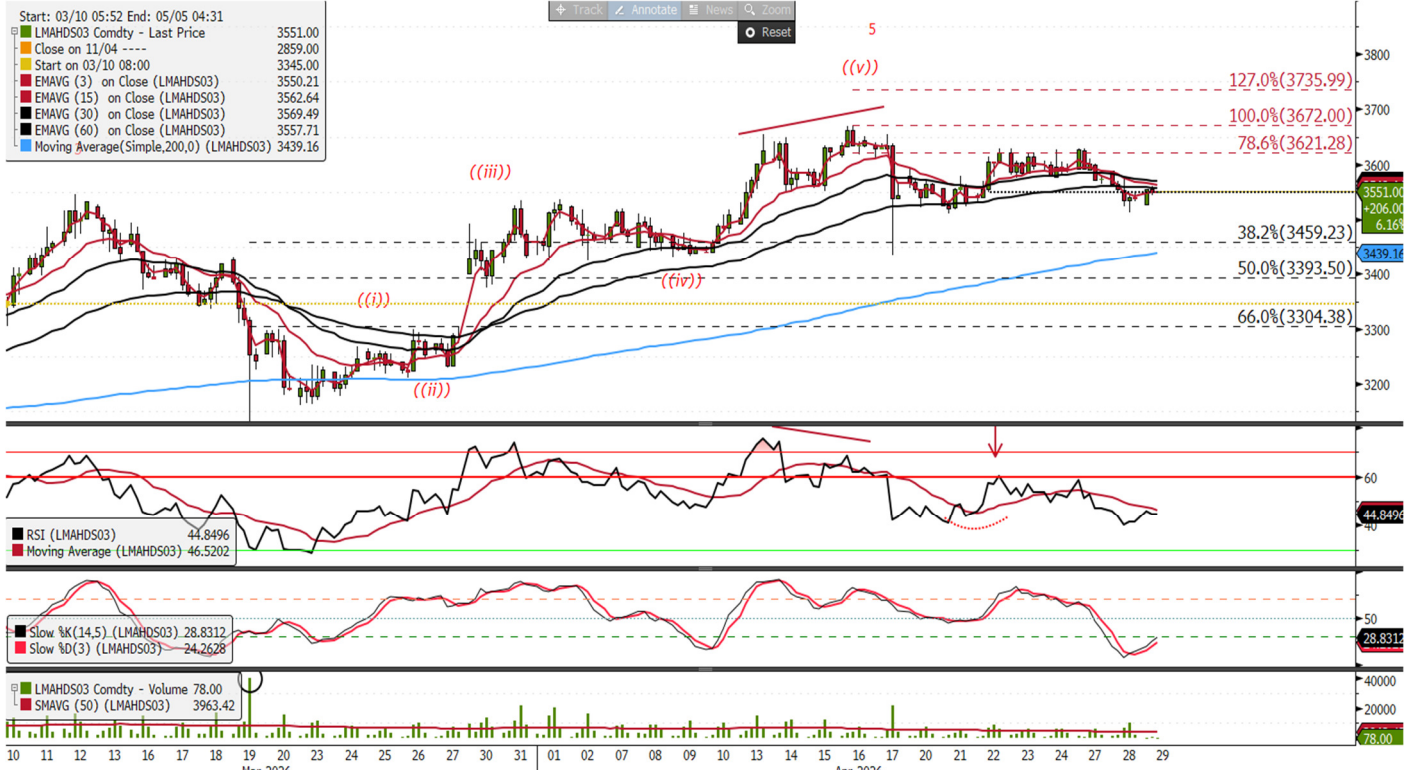 Start: 03/10 05:52 End: 05/05 04:31
LMAHDS03 Comdty - Last Price 3551.00
Close on 11/04 ---- 2859.00
Start on 03/10 08:00 3345.00
EMAVG (3) on Close (LMAHDS03) 3550.21
EMAVG (15) on Close (LMAHDS03) 3562.64
EMAVG (30) on Close (LMAHDS03) 3569.49
EMAVG (60) on Close (LMAHDS03) 3557.71
Moving Average(Simple,200,0) (LMAHDS03) 3439.16
Track Annotate News Zoom
Reset
5
((v))
((iii))
((i))
((iv))
((ii))
127.0%(3735.99)
100.0%(3672.00)
78.6%(3621.28)
38.2%(3459.23)
50.0%(3393.50)
66.0%(3304.38)
3800
3700
3600
3551.00
+206.00
6.16%
3439.16
3400
3300
3200
RSI (LMAHDS03) 44.8496
Moving Average (LMAHDS03) 46.5202
60
44.8496
40
Slow %K(14,5) (LMAHDS03) 28.8312
Slow %D(3) (LMAHDS03) 24.2628
50
28.8312
LMAHDS03 Comdty - Volume 78.00
SMAVG (50) (LMAHDS03) 3963.42
40000
20000
78.00
10 11 12 13 16 17 18 19 20 23 24 25 26 27 30 31 01 02 07 08 09 10 13 14 15 16 17 20 21 22 23 24 27 28 29